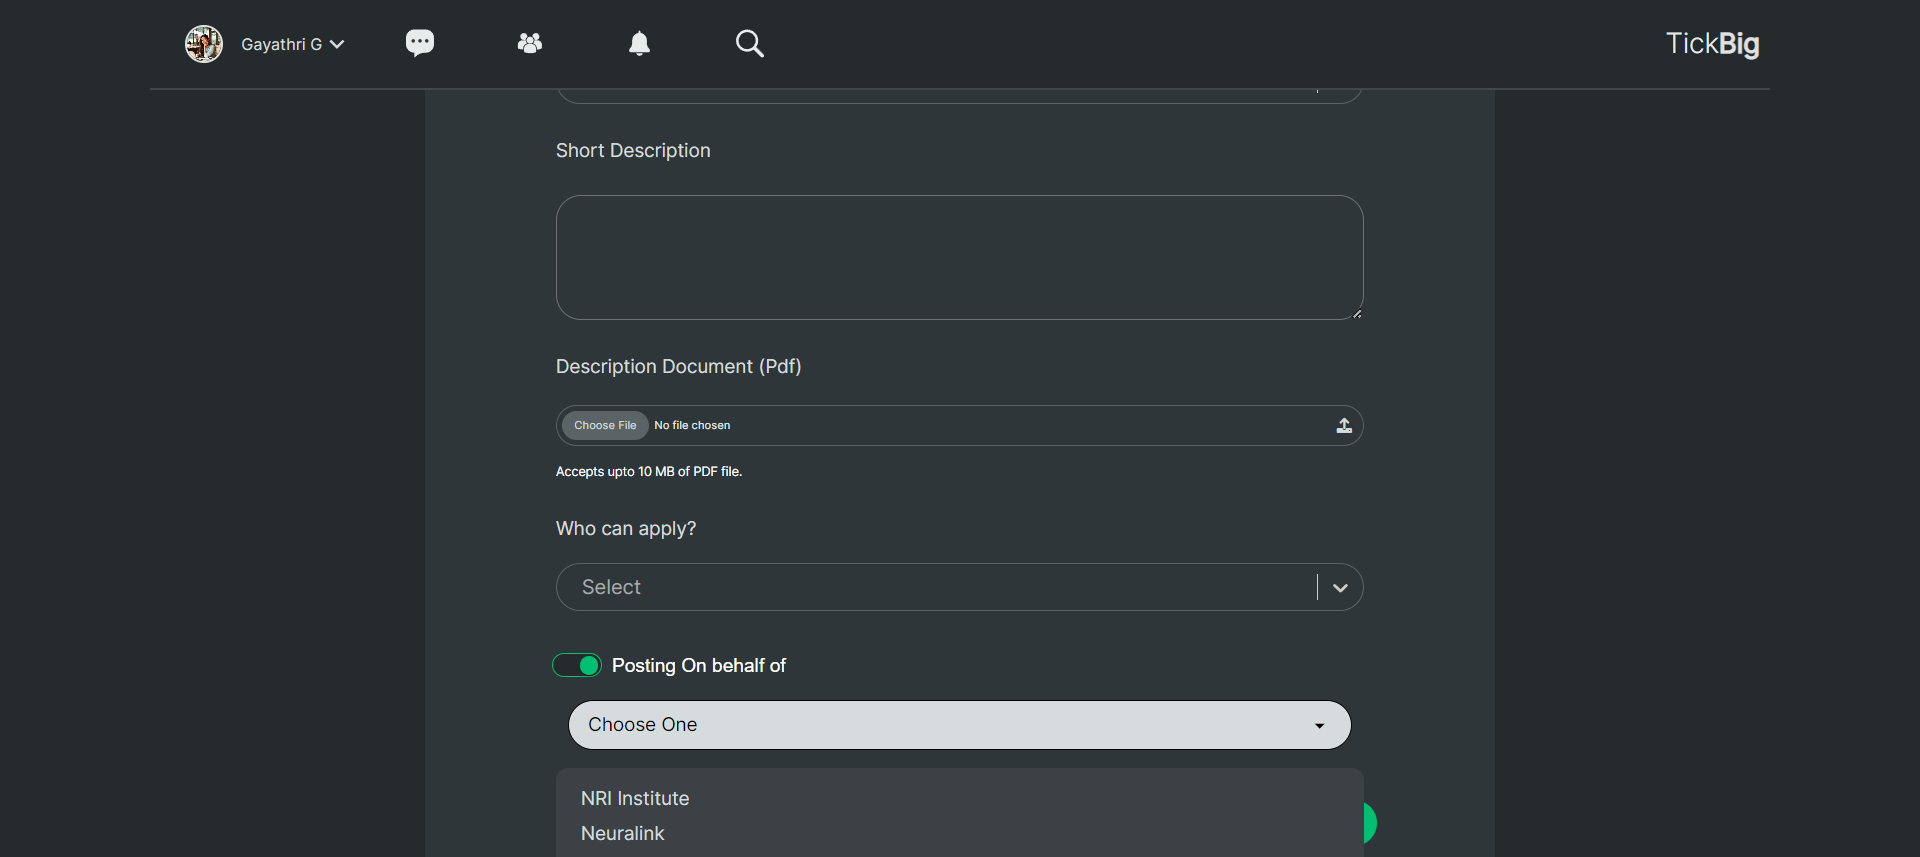 Gayathri G
TickBig
Short Description
Description Document (Pdf)
Choose File No file chosen
Accepts upto 10 MB of PDF file.
Who can apply?
Select
Posting On behalf of
Choose One
NRI Institute
Neuralink